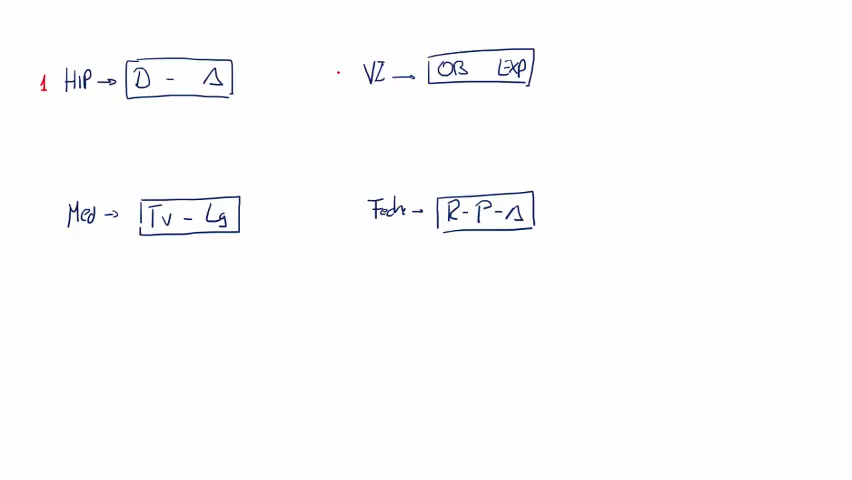 1 HIP → D - Δ
VZ → OB EXP
Med → Tv - Lg
Fech → R - P - Δ